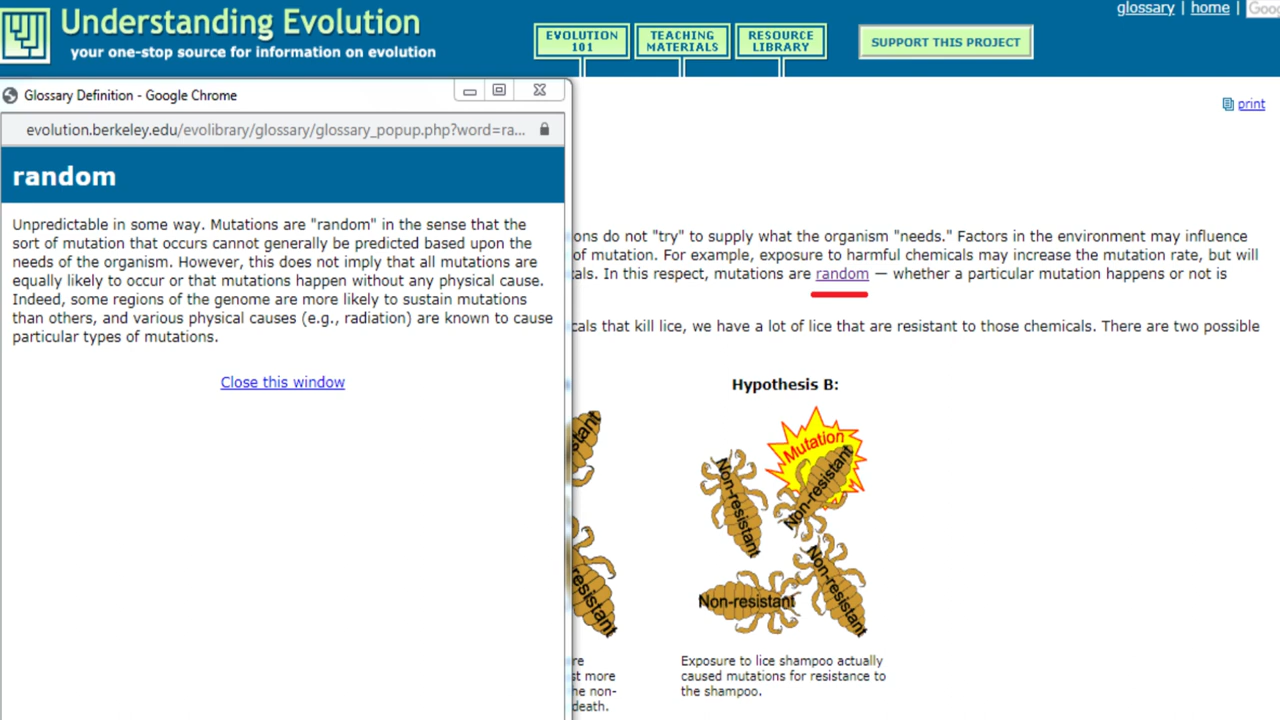 Understanding Evolution
your one-stop source for information on evolution
EVOLUTION
101
TEACHING
MATERIALS
RESOURCE
LIBRARY
SUPPORT THIS PROJECT
glossary | home |
Goo
print
Glossary Definition - Google Chrome
evolution.berkeley.edu/evolibrary/glossary/glossary_popup.php?word=ra...
random
Unpredictable in some way. Mutations are "random" in the sense that the
sort of mutation that occurs cannot generally be predicted based upon the
needs of the organism. However, this does not imply that all mutations are
equally likely to occur or that mutations happen without any physical cause.
Indeed, some regions of the genome are more likely to sustain mutations
than others, and various physical causes (e.g., radiation) are known to cause
particular types of mutations.
Close this window
ons do not "try" to supply what the organism "needs." Factors in the environment may influence
of mutation. For example, exposure to harmful chemicals may increase the mutation rate, but will
cals. In this respect, mutations are random — whether a particular mutation happens or not is
cals that kill lice, we have a lot of lice that are resistant to those chemicals. There are two possible
stant
resistant
re
st more
he non-
death.
Hypothesis B:
Mutation
Non-resistant
Non-resistant
Non-resistant
Non-resistant
Exposure to lice shampoo actually
caused mutations for resistance to
the shampoo.